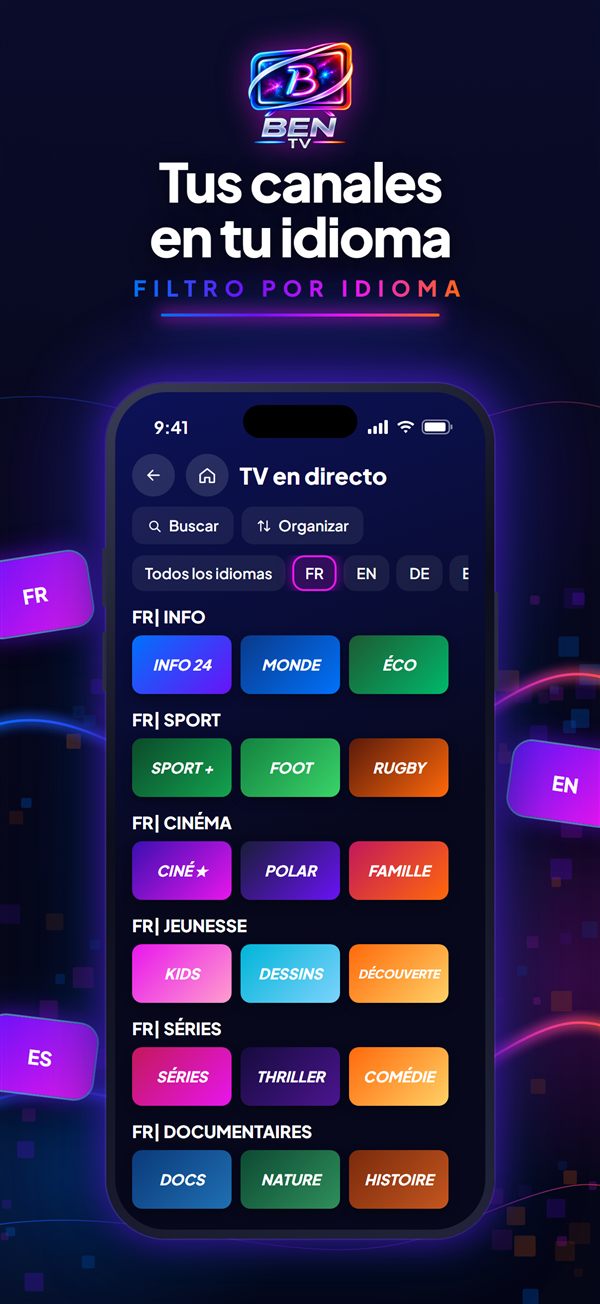 B
BEN
TV
Tus canales
en tu idioma
FILTRO POR IDIOMA
9:41
TV en directo
Buscar
Organizar
Todos los idiomas FR EN DE
FR
FR| INFO
INFO 24 MONDE ÉCO
FR| SPORT
SPORT + FOOT RUGBY
EN
FR| CINÉMA
CINÉ★ POLAR FAMILLE
FR| JEUNESSE
KIDS DESSINS DÉCOUVERTE
FR| SÉRIES
ES
SÉRIES THRILLER COMÉDIE
FR| DOCUMENTAIRES
DOCS NATURE HISTOIRE